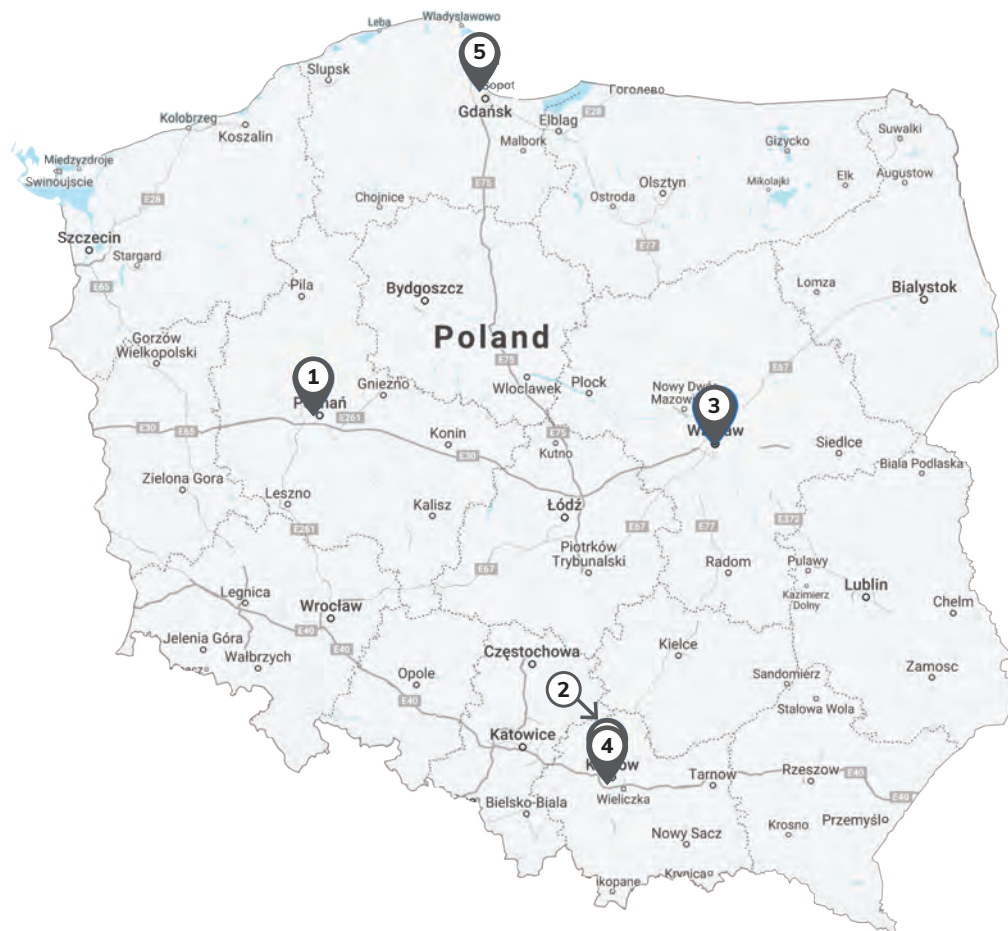 Leba
Wladyslawowo
5
Slupsk
Sopot
Gdańsk
Гоголево
Kolobrzeg
Koszalin
Elblag
E28
Malbork
Gizycko
Suwalki
Miedzyzdroje
Swinoujscie
E75
Mikolajki
Elk
Augustow
E28
Chojnice
Ostroda
Olsztyn
Szczecin
E77
Stargard
E65
Pila
Bydgoszcz
Lomza
Bialystok
Poland
Gorzów
Wielkopolski
E75
E67
1
Gniezno
Wloclawek
Plock
Nowy Dwór
3
Poznań
E261
E30
E65
Konin
E75
Kutno
Siedlce
E30
Biala Podlaska
Zielona Gora
Leszno
Kalisz
Łódź
E261
E67
E77
E372
Piotrków
Trybunalski
Radom
Pulawy
E67
Legnica
Wrocław
Kazimierz
Dolny
Lublin
Chelm
E40
E40
Jelenia Góra
Wałbrzych
Częstochowa
Kielce
Opole
2
Sandomierz
Zamosc
E40
Stalowa Wola
Katowice
4
Tarnow
Rzeszow
E40
Wieliczka
E40
Bielsko-Biala
Krosno
Przemyśl
Nowy Sacz
Krynica